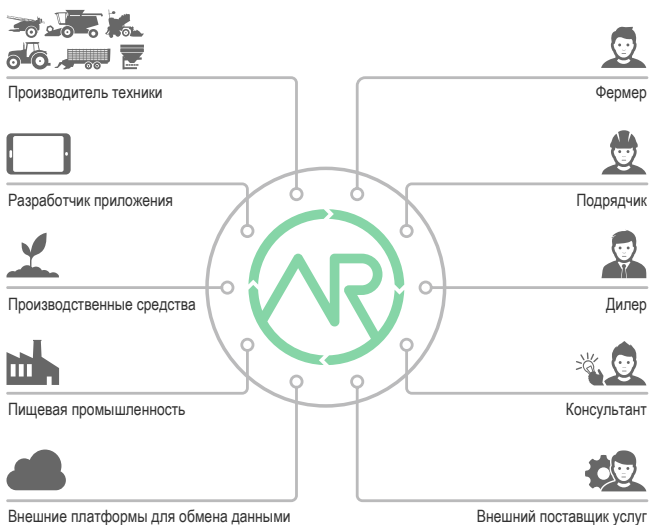 Производитель техники
Фермер
Разработчик приложения
Подрядчик
AR
Производственные средства
Дилер
Пищевая промышленность
Консультант
Внешние платформы для обмена данными
Внешний поставщик услуг